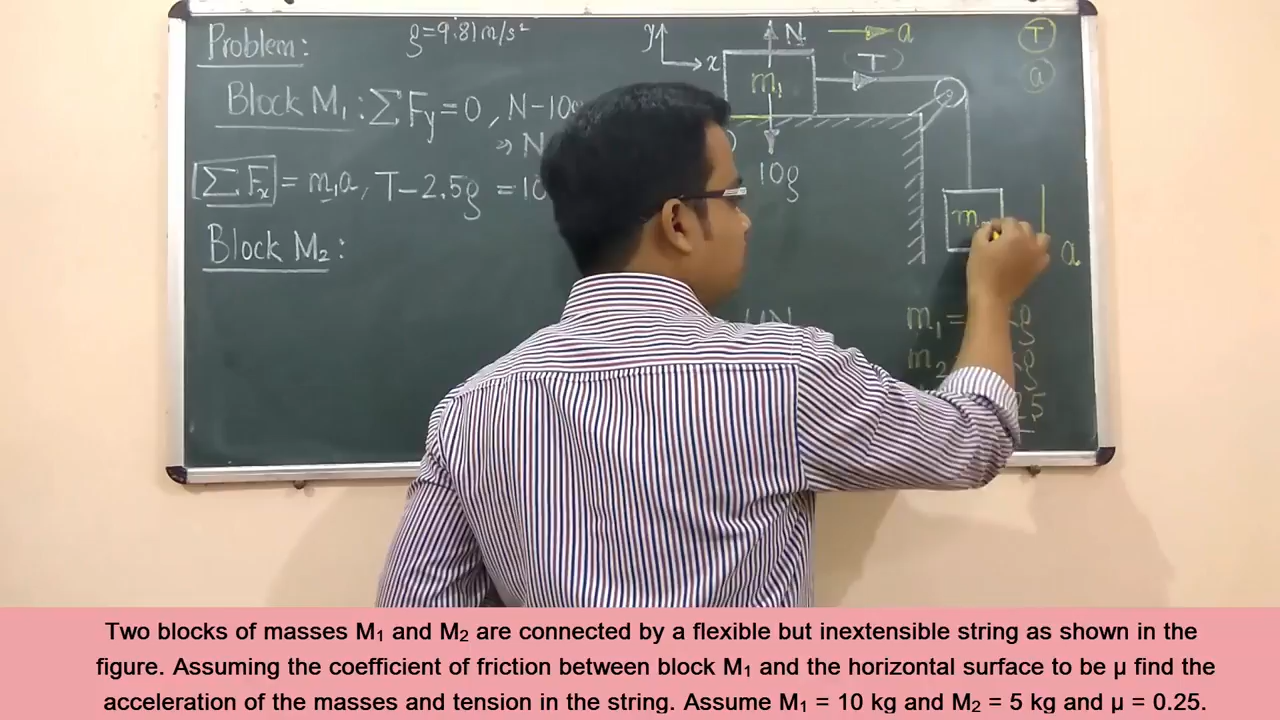 Problem: g=9.81m/s²
y x m₁ N a T T a
Block M₁: ΣFy=0, N-10g
⇒ N
10g
ΣFx = m₁a, T-2.5g = 10
Block M₂:
m
a
m₁=
m₂
5
Two blocks of masses M₁ and M₂ are connected by a flexible but inextensible string as shown in the
figure. Assuming the coefficient of friction between block M₁ and the horizontal surface to be μ find the
acceleration of the masses and tension in the string. Assume M₁ = 10 kg and M₂ = 5 kg and μ = 0.25.